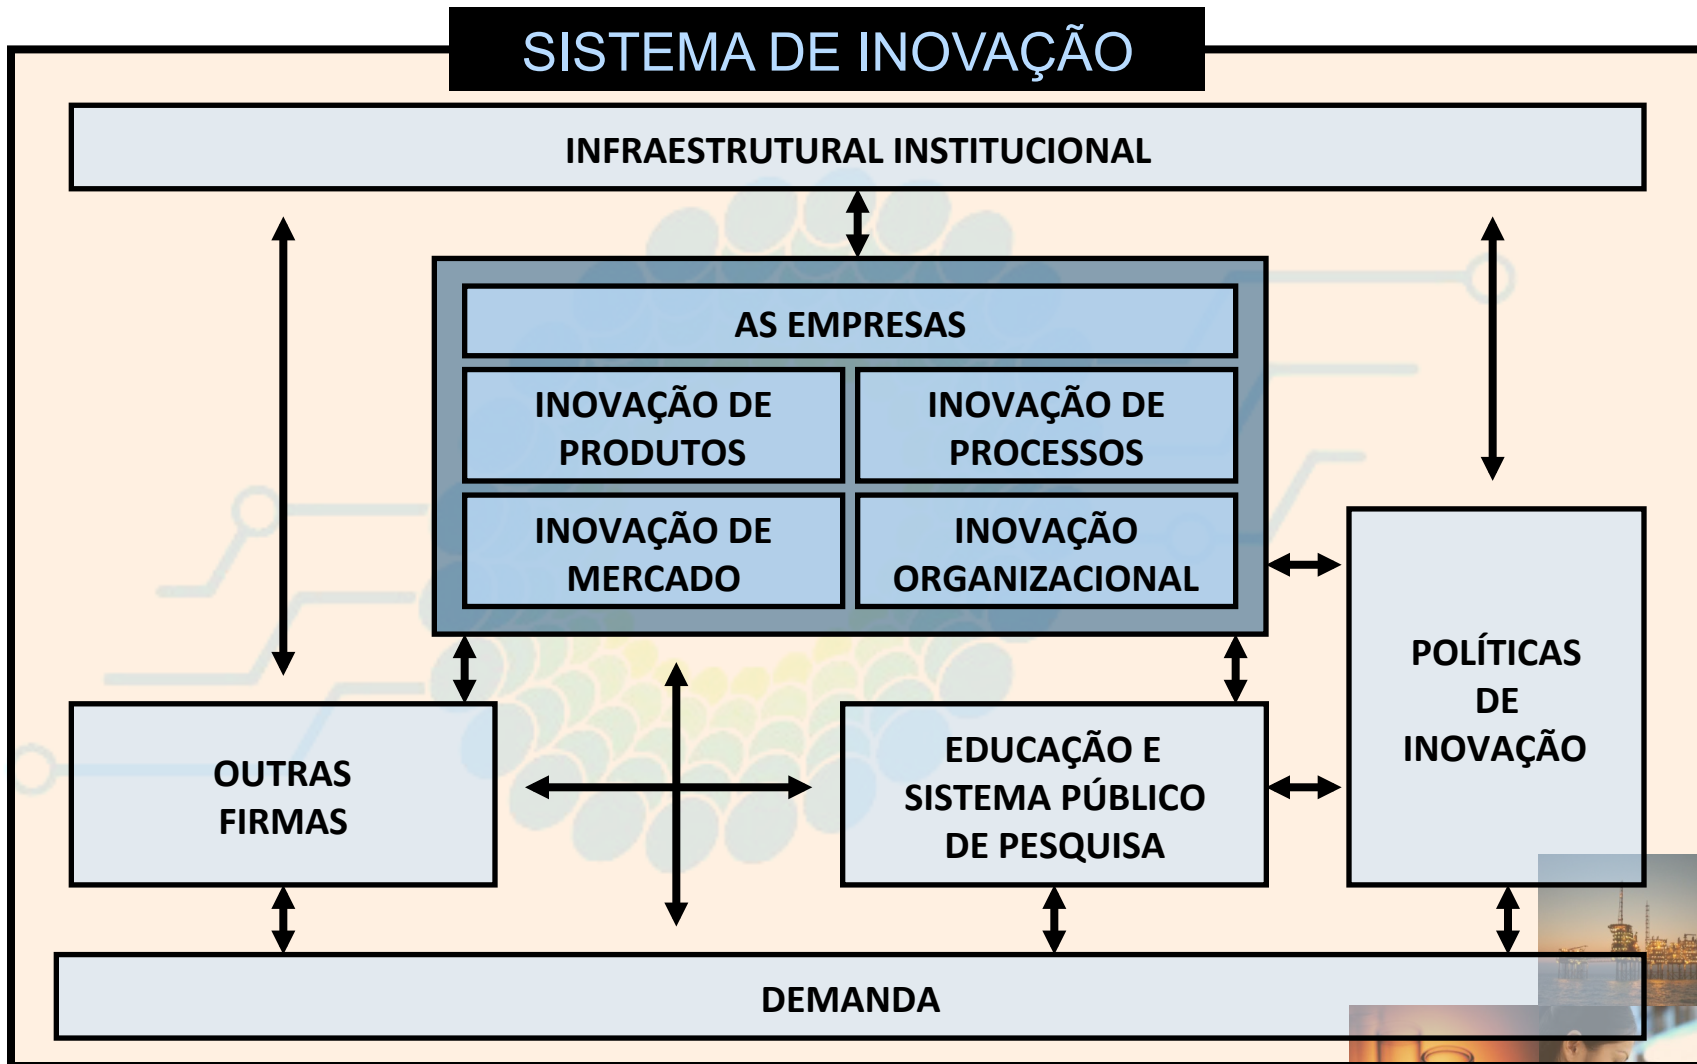 SISTEMA DE INOVAÇÃO
INFRAESTRUTURAL INSTITUCIONAL
AS EMPRESAS
INOVAÇÃO DE
PRODUTOS
INOVAÇÃO DE
PROCESSOS
INOVAÇÃO DE
MERCADO
INOVAÇÃO
ORGANIZACIONAL
OUTRAS
FIRMAS
EDUCAÇÃO E
SISTEMA PÚBLICO
DE PESQUISA
POLÍTICAS
DE
INOVAÇÃO
DEMANDA